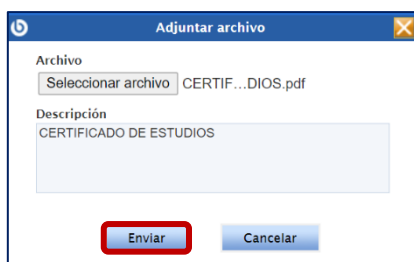 Adjuntar archivo
Archivo
Seleccionar archivo CERTIF...DIOS.pdf
Descripción
CERTIFICADO DE ESTUDIOS
Enviar Cancelar